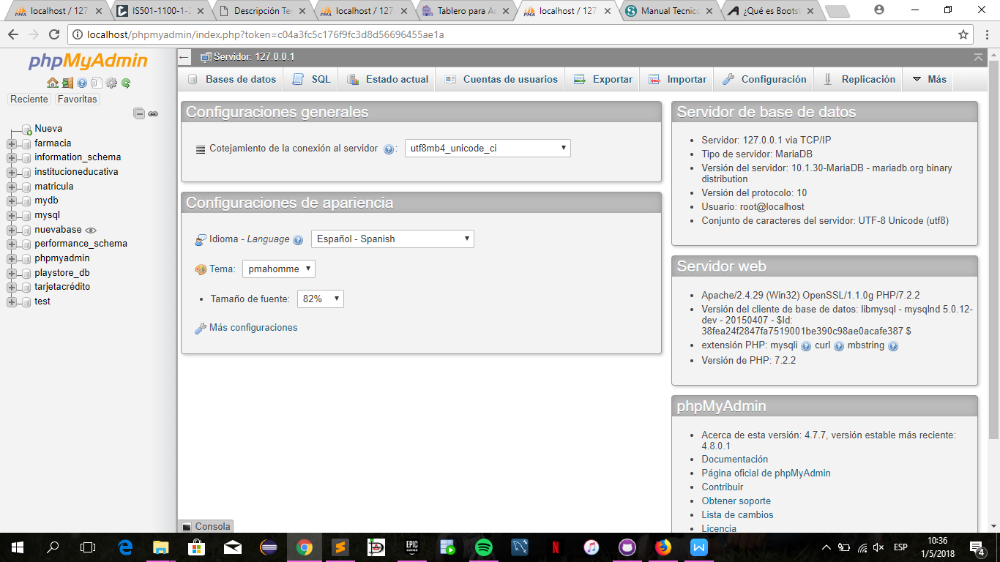 localhost / 127
IS501-1100-1-2
Descripción Te
localhost / 127
Tablero para A
localhost / 127
Manual Tecnico
¿Qué es Boots
localhost/phpmyadmin/index.php?token=c04a3fc5c176f9fc3d8d56696455ae1a
phpMyAdmin
Reciente Favoritas
Nueva
farmacia
information_schema
institucioneducativa
matricula
mydb
mysql
nuevabase
performance_schema
phpmyadmin
playstore_db
tarjetacrédito
test
Servidor: 127.0.0.1
Bases de datos SQL Estado actual Cuentas de usuarios Exportar Importar Configuración Replicación Más
Configuraciones generales
Cotejamiento de la conexión al servidor : utf8mb4_unicode_ci
Configuraciones de apariencia
Idioma - Language Español - Spanish
Tema: pmahomme
• Tamaño de fuente: 82%
Más configuraciones
Servidor de base de datos
• Servidor: 127.0.0.1 via TCP/IP
• Tipo de servidor: MariaDB
• Versión del servidor: 10.1.30-MariaDB - mariadb.org binary
distribution
• Versión del protocolo: 10
• Usuario: root@localhost
• Conjunto de caracteres del servidor: UTF-8 Unicode (utf8)
Servidor web
• Apache/2.4.29 (Win32) OpenSSL/1.1.0g PHP/7.2.2
• Versión del cliente de base de datos: libmysql - mysqlnd 5.0.12-
dev - 20150407 - $Id:
38fea24f2847fa7519001be390c98ae0acafe387 $
• extensión PHP: mysqli curl mbstring
• Versión de PHP: 7.2.2
phpMyAdmin
• Acerca de esta versión: 4.7.7, versión estable más reciente:
4.8.0.1
• Documentación
• Página oficial de phpMyAdmin
• Contribuir
• Obtener soporte
• Lista de cambios
• Licencia
Consola
EPIC
GAMES
ESP
10:36
1/5/2018
4